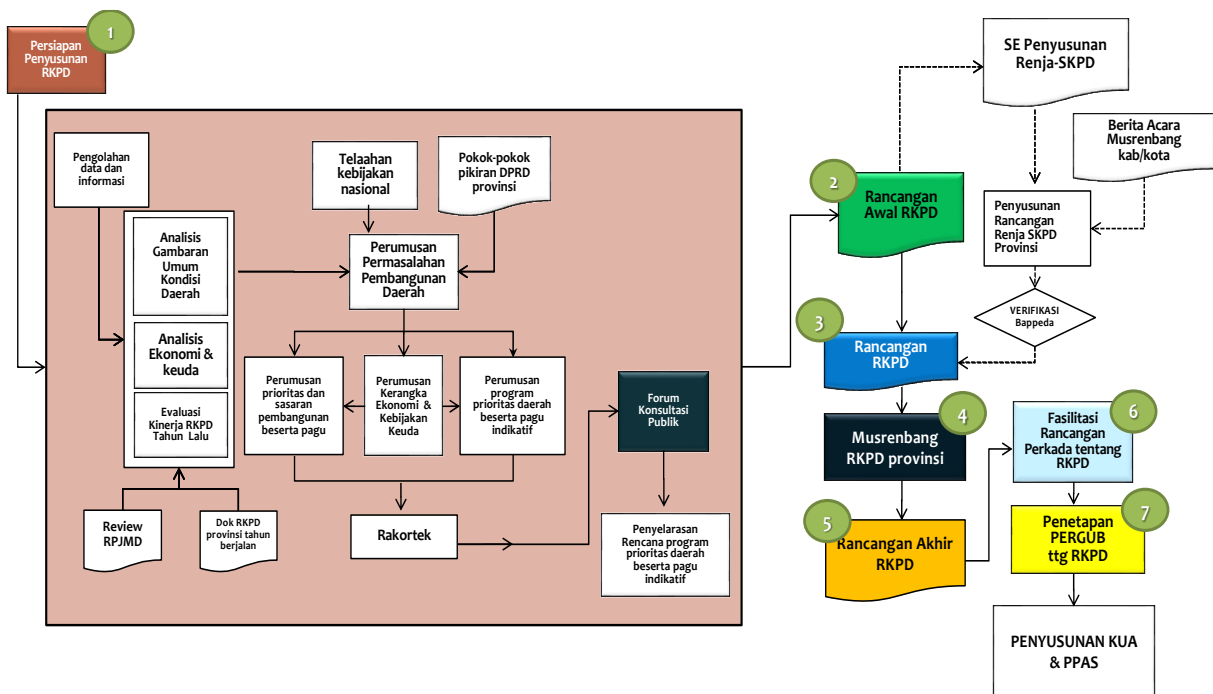 1
Persiapan
Penyusunan
RKPD
Pengolahan
data dan
informasi
Telaahan
kebijakan
nasional
Pokok-pokok
pikiran DPRD
provinsi
Analisis
Gambaran
Umum
Kondisi
Daerah
Perumusan
Permasalahan
Pembangunan
Daerah
Analisis
Ekonomi &
keuda
Evaluasi
Kinerja RKPD
Tahun Lalu
Perumusan
prioritas dan
sasaran
pembangunan
beserta pagu
Perumusan
Kerangka
Ekonomi &
Kebijakan
Keuda
Perumusan
program
prioritas daerah
beserta pagu
indikatif
Forum
Konsultasi
Publik
Review
RPJMD
Dok RKPD
provinsi tahun
berjalan
Rakortek
Penyelarasan
Rencana program
prioritas daerah
beserta pagu
indikatif
2
Rancangan
Awal RKPD
SE Penyusunan
Renja-SKPD
Berita Acara
Musrenbang
kab/kota
Penyusunan
Rancangan
Renja SKPD
Provinsi
VERIFIKASI
Bappeda
3
Rancangan
RKPD
4
Musrenbang
RKPD provinsi
5
Rancangan Akhir
RKPD
6
Fasilitasi
Rancangan
Perkada tentang
RKPD
7
Penetapan
PERGUB
ttg RKPD
PENYUSUNAN KUA
& PPAS